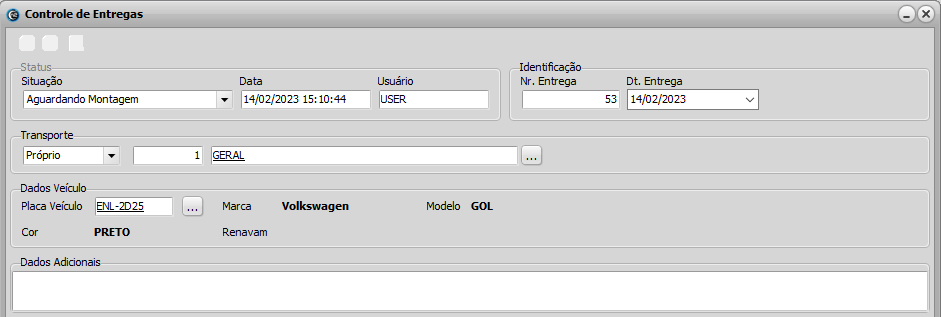 Controle de Entregas
Status
Situação Data Usuário
Aguardando Montagem 14/02/2023 15:10:44 USER
Identificação
Nr. Entrega Dt. Entrega
53 14/02/2023
Transporte
Próprio 1 GERAL ...
Dados Veículo
Placa Veículo ENL-2D25 ... Marca Volkswagen Modelo GOL
Cor PRETO Renavam
Dados Adicionais